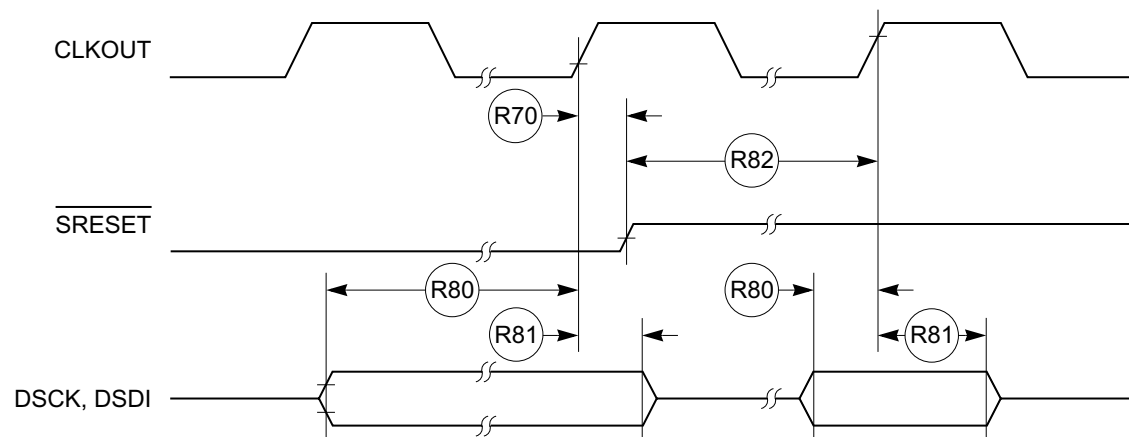 CLKOUT
R70
R82
SRESET
R80
R80
R81
R81
DSCK, DSDI